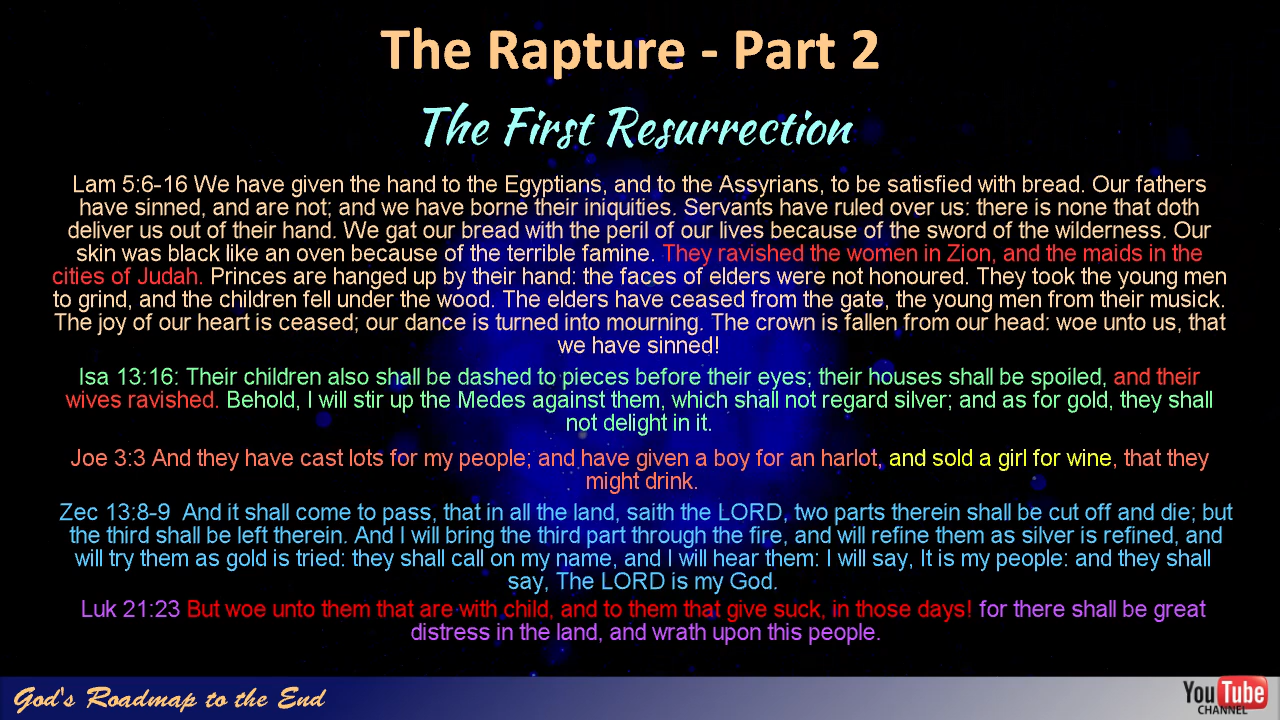 The Rapture - Part 2
The First Resurrection
Lam 5:6-16 We have given the hand to the Egyptians, and to the Assyrians, to be satisfied with bread. Our fathers
have sinned, and are not; and we have borne their iniquities. Servants have ruled over us: there is none that doth
deliver us out of their hand. We gat our bread with the peril of our lives because of the sword of the wilderness. Our
skin was black like an oven because of the terrible famine. They ravished the women in Zion, and the maids in the
cities of Judah. Princes are hanged up by their hand: the faces of elders were not honoured. They took the young men
to grind, and the children fell under the wood. The elders have ceased from the gate, the young men from their musick.
The joy of our heart is ceased; our dance is turned into mourning. The crown is fallen from our head: woe unto us, that
we have sinned!
Isa 13:16: Their children also shall be dashed to pieces before their eyes; their houses shall be spoiled, and their
wives ravished. Behold, I will stir up the Medes against them, which shall not regard silver; and as for gold, they shall
not delight in it.
Joe 3:3 And they have cast lots for my people; and have given a boy for an harlot, and sold a girl for wine, that they
might drink.
Zec 13:8-9 And it shall come to pass, that in all the land, saith the LORD, two parts therein shall be cut off and die; but
the third shall be left therein. And I will bring the third part through the fire, and will refine them as silver is refined, and
will try them as gold is tried: they shall call on my name, and I will hear them: I will say, It is my people: and they shall
say, The LORD is my God.
Luk 21:23 But woe unto them that are with child, and to them that give suck, in those days! for there shall be great
distress in the land, and wrath upon this people.
God's Roadmap to the End
YouTube
CHANNEL